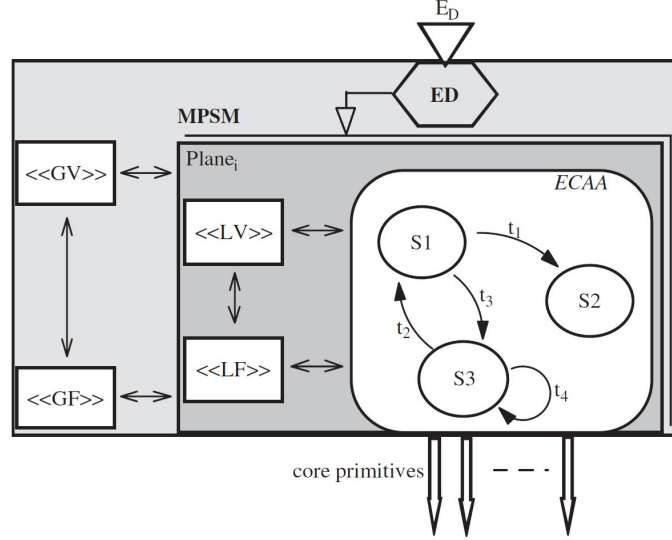 E_D
ED
MPSM
Plane_i
ECAA
<<GV>>
<<LV>>
S1
t_1
S2
t_3
t_2
<<LF>>
S3
t_4
<<GF>>
core primitives